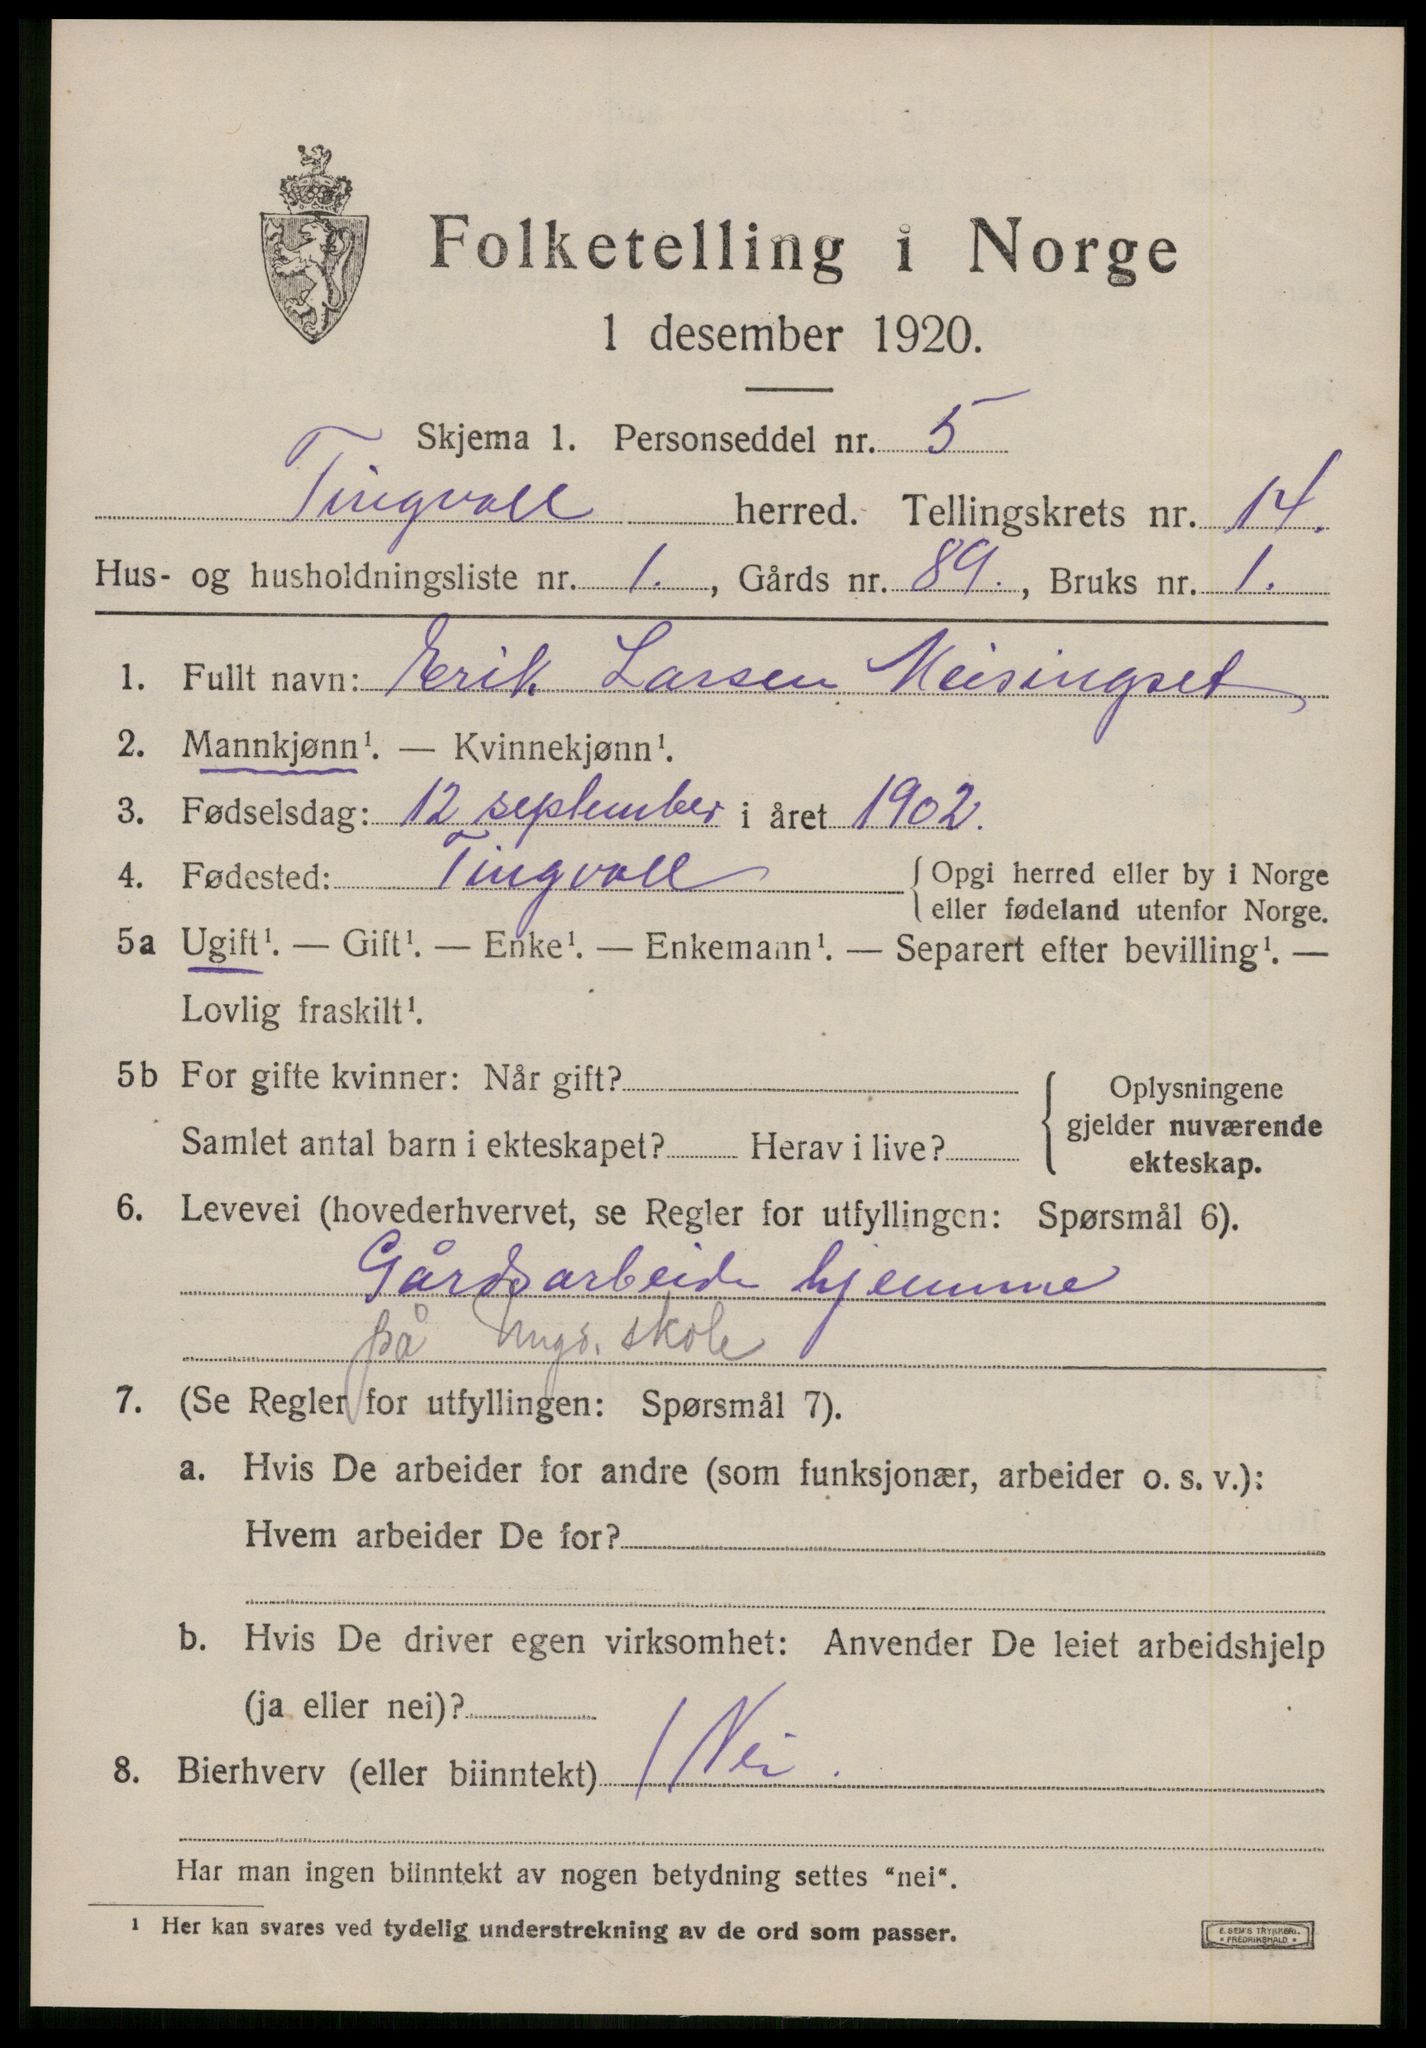 Folketelling i Norge
1 desember 1920.
Skjema 1. Personseddel nr. 5
Tingvoll herred. Tellingskrets nr. 14.
Hus- og husholdningsliste nr. 1. , Gårds nr. 89. , Bruks nr. 1.
1. Fullt navn: Erik Larsen Meisingset
2. Mannkjønn¹. — Kvinnekjønn¹.
3. Fødselsdag: 12 september i året 1902.
4. Fødested: Tingvoll { Opgi herred eller by i Norge
eller fødeland utenfor Norge.
5a Ugift¹. — Gift¹. — Enke¹. — Enkemann¹. — Separert efter bevilling¹. —
Lovlig fraskilt¹.
5b For gifte kvinner: Når gift?
Samlet antal barn i ekteskapet? Herav i live?
Oplysningene
gjelder nuværende
ekteskap.
6. Levevei (hovederhvervet, se Regler for utfyllingen: Spørsmål 6).
Gårdsarbeide hjemme
på Ungd. skole
7. (Se Regler for utfyllingen: Spørsmål 7).
a. Hvis De arbeider for andre (som funksjonær, arbeider o. s. v.):
Hvem arbeider De for?
b. Hvis De driver egen virksomhet: Anvender De leiet arbeidshjelp
(ja eller nei)?
8. Bierhverv (eller biinntekt) / Nei.
Har man ingen biinntekt av nogen betydning settes “nei“.
¹ Her kan svares ved tydelig understrekning av de ord som passer.
E. SEM'S TRYKKERI.
* FREDRIKSHALD *